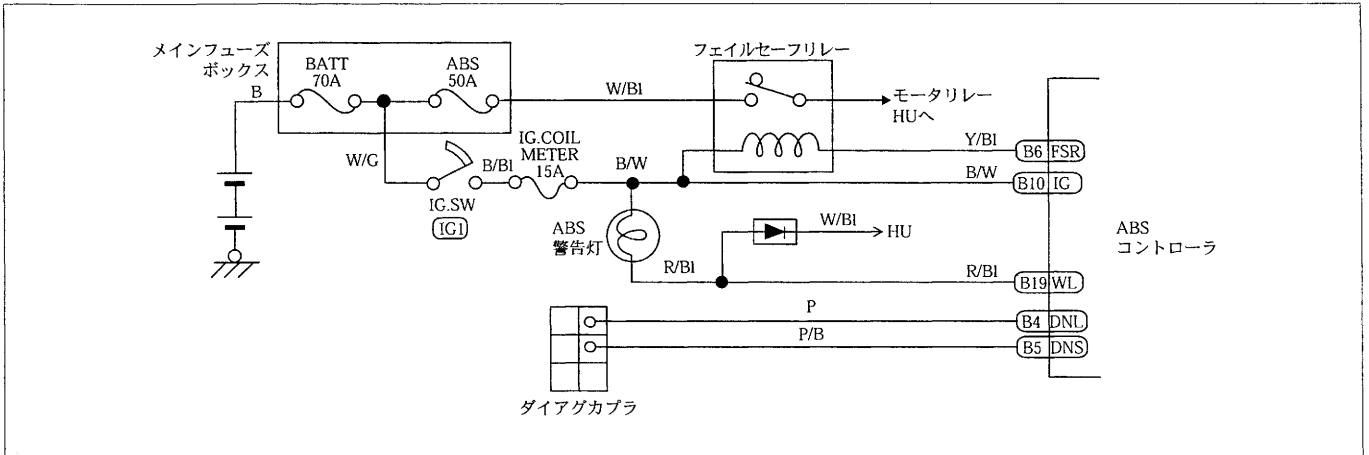 メインフューズ
ボックス
BATT
70A
ABS
50A
フェイルセーフリレー
B
W/Bl
モータリレー
HUへ
W/G
IG.COIL
METER
15A
B/Bl
B/W
Y/Bl
B6 FSR
B/W
B10 IG
IG.SW
IG1
ABS
警告灯
W/Bl
HU
ABS
コントローラ
R/Bl
R/Bl
B19 WL
P
B4 DNL
P/B
B5 DNS
ダイアグカプラ